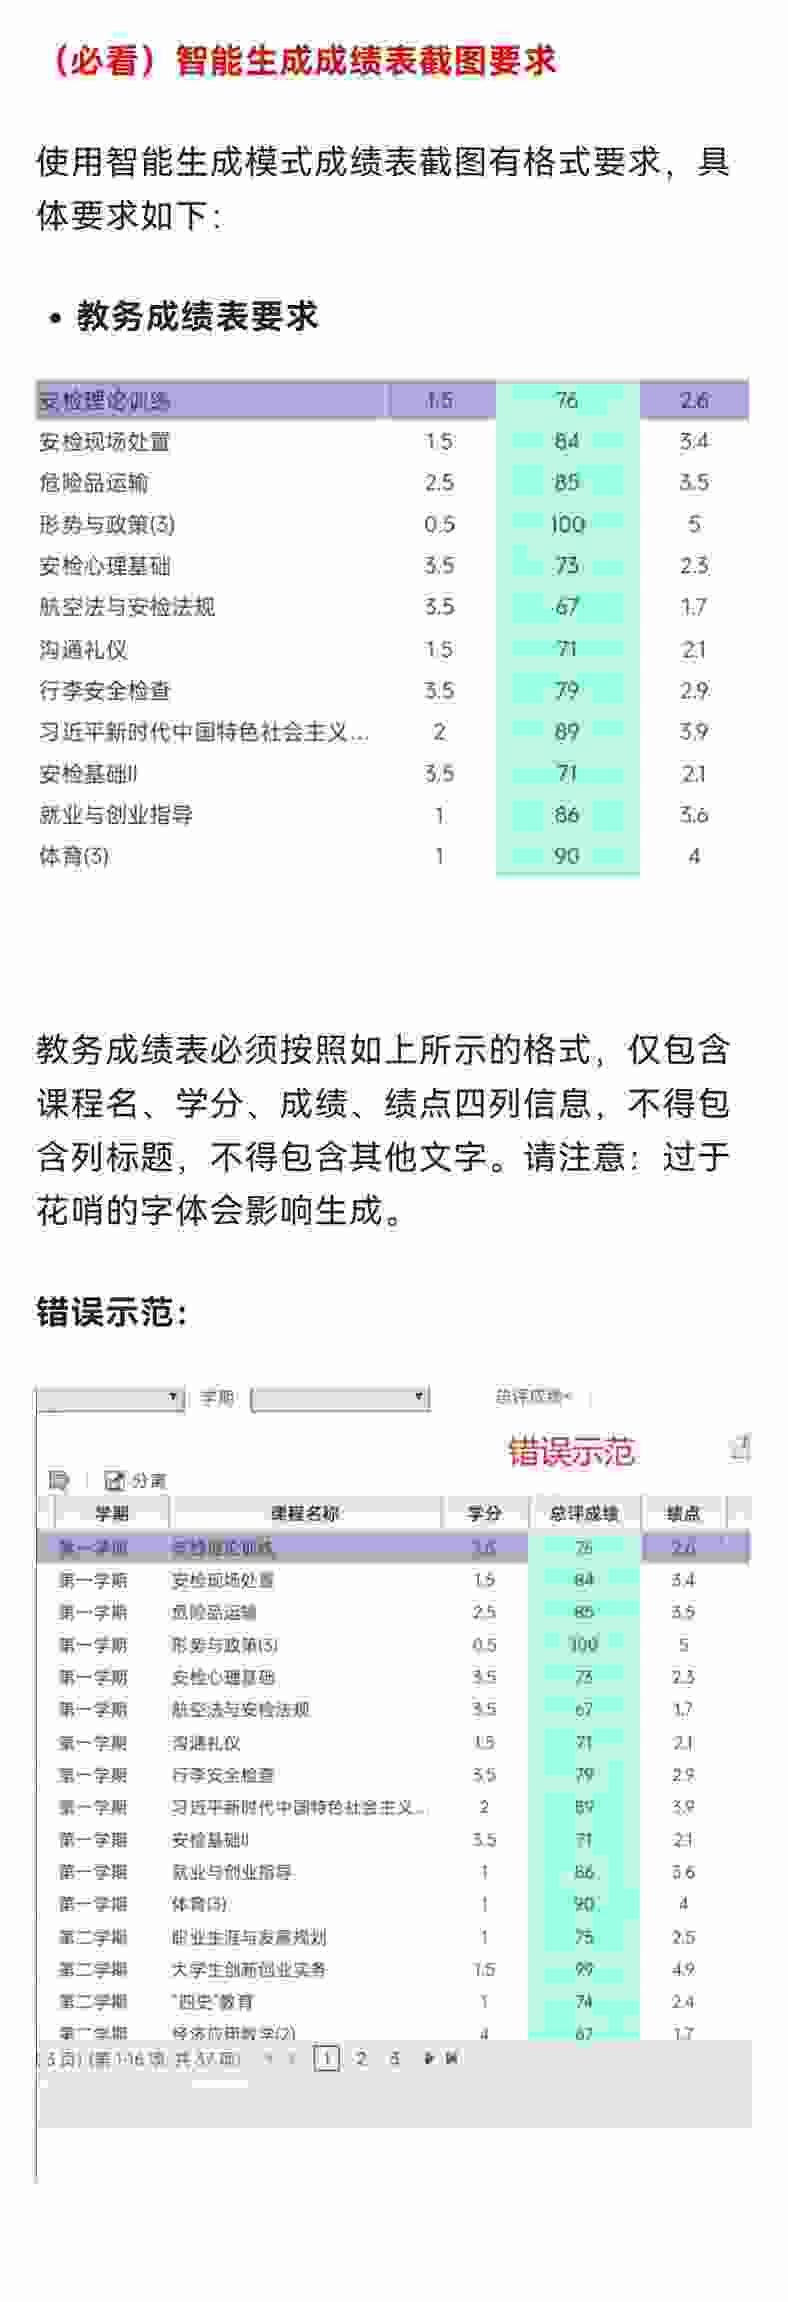 （必看）智能生成成绩表截图要求
使用智能生成模式成绩表截图有格式要求，具
体要求如下：
• 教务成绩表要求
安检理论训练 1.5 76 2.6
安检现场处置 1.5 84 3.4
危险品运输 2.5 85 3.5
形势与政策(3) 0.5 100 5
安检心理基础 3.5 73 2.3
航空法与安检法规 3.5 67 1.7
沟通礼仪 1.5 71 2.1
行李安全检查 3.5 79 2.9
习近平新时代中国特色社会主义... 2 89 3.9
安检基础II 3.5 71 2.1
就业与创业指导 1 86 3.6
体育(3) 1 90 4
教务成绩表必须按照如上所示的格式，仅包含
课程名、学分、成绩、绩点四列信息，不得包
含列标题，不得包含其他文字。请注意：过于
花哨的字体会影响生成。
错误示范：
学期 总评成绩<
错误示范
分离
学期 课程名称 学分 总评成绩 绩点
第一学期 安检理论训练 1.5 76 2.6
第一学期 安检现场处置 1.5 84 3.4
第一学期 危险品运输 2.5 85 3.5
第一学期 形势与政策(3) 0.5 100 5
第一学期 安检心理基础 3.5 73 2.3
第一学期 航空法与安检法规 3.5 67 1.7
第一学期 沟通礼仪 1.5 71 2.1
第一学期 行李安全检查 3.5 79 2.9
第一学期 习近平新时代中国特色社会主义... 2 89 3.9
第一学期 安检基础II 3.5 71 2.1
第一学期 就业与创业指导 1 86 3.6
第一学期 体育(3) 1 90 4
第二学期 职业生涯与发展规划 1 75 2.5
第二学期 大学生创新创业实务 1.5 99 4.9
第二学期 "四史"教育 1 74 2.4
第二学期 经济应用数学(2) 4 67 1.7
3 页) (第 1-16 项, 共 37 项) 1 2 3